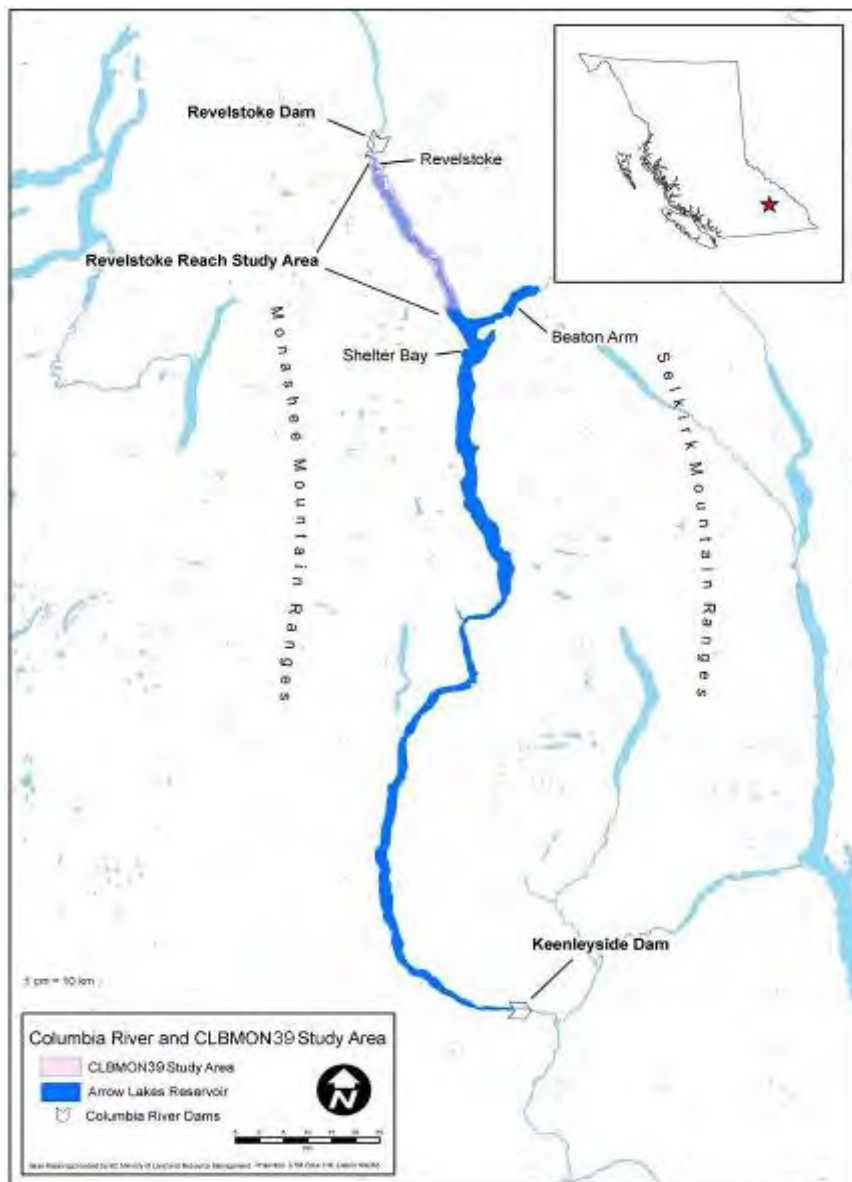 Revelstoke Dam
Revelstoke
Revelstoke Reach Study Area
Beaton Arm
Shelter Bay
Monashee Mountain Ranges
Selkirk Mountain Ranges
Keenleyside Dam
1 cm = 10 km
Columbia River and CLBMON39 Study Area
CLBMON39 Study Area
Arrow Lakes Reservoir
Columbia River Dams
N